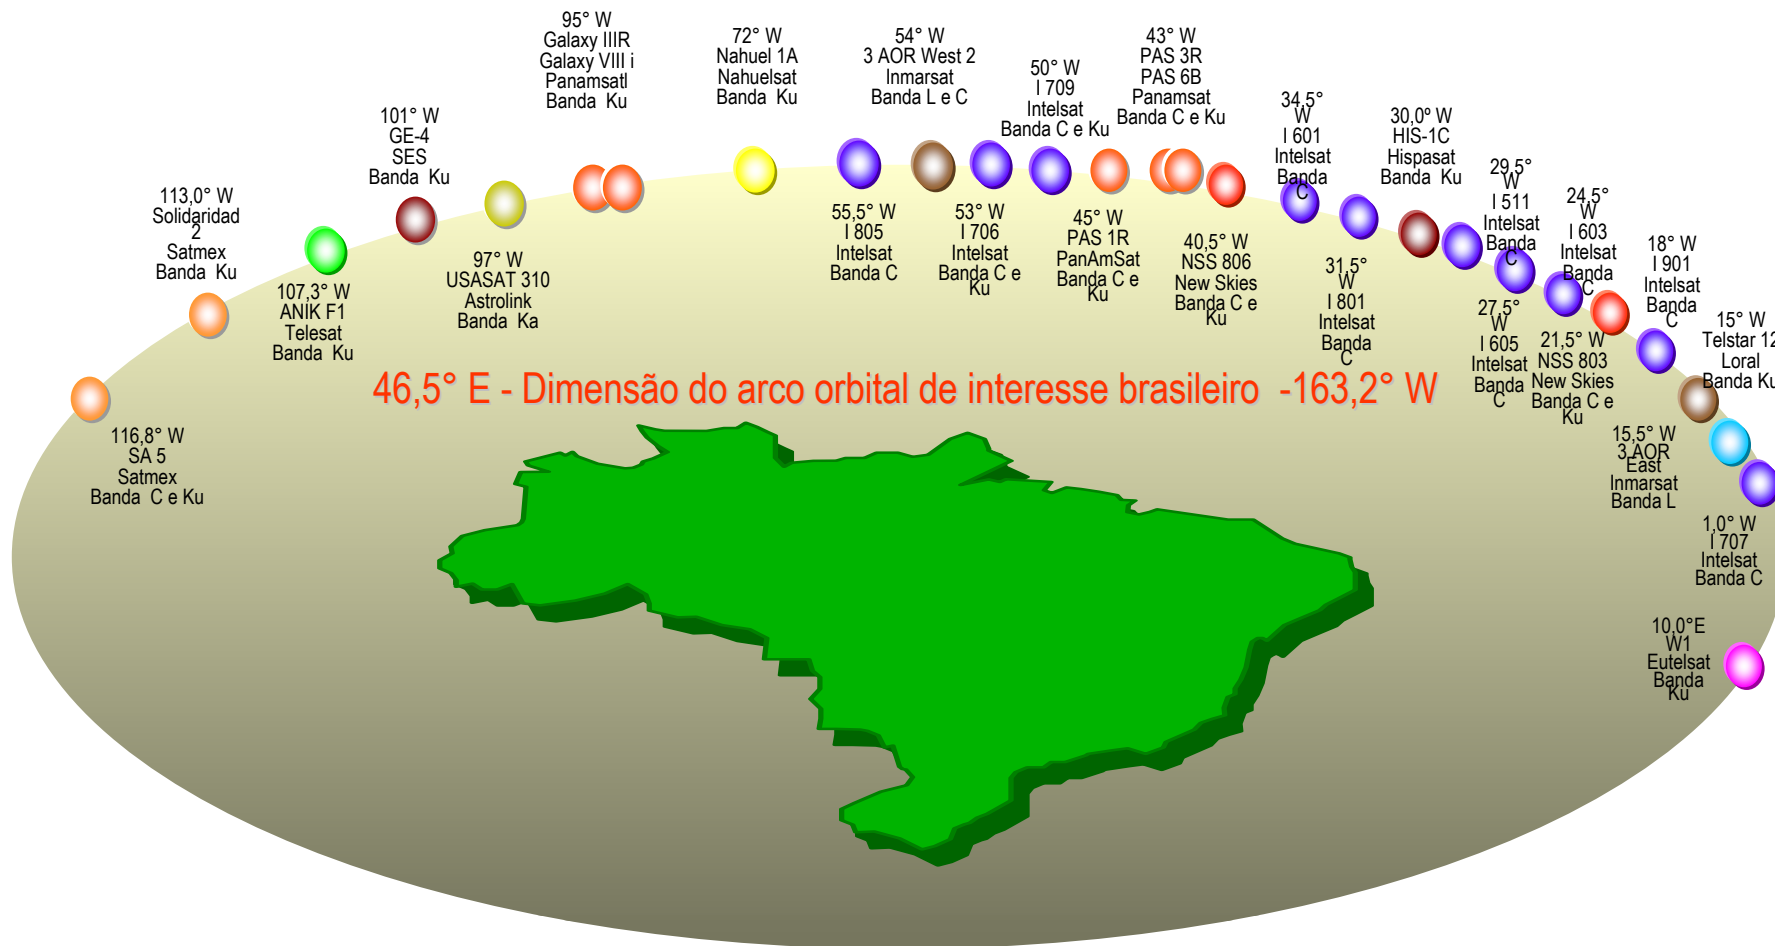 95° W
Galaxy IIIR
Galaxy VIII i
Panamsatl
Banda Ku
72° W
Nahuel 1A
Nahuelsat
Banda Ku
54° W
3 AOR West 2
Inmarsat
Banda L e C
50° W
I 709
Intelsat
Banda C e Ku
43° W
PAS 3R
PAS 6B
Panamsat
Banda C e Ku
34,5°
W
I 601
Intelsat
Banda
C
30,0º W
HIS-1C
Hispasat
Banda Ku
29,5°
W
I 511
Intelsat
Banda
C
24,5°
W
I 603
Intelsat
Banda
C
18° W
I 901
Intelsat
Banda
C
15° W
Telstar 12
Loral
Banda Ku
101° W
GE-4
SES
Banda Ku
113,0° W
Solidaridad
2
Satmex
Banda Ku
107,3° W
ANIK F1
Telesat
Banda Ku
97° W
USASAT 310
Astrolink
Banda Ka
55,5° W
I 805
Intelsat
Banda C
53° W
I 706
Intelsat
Banda C e
Ku
45° W
PAS 1R
PanAmSat
Banda C e
Ku
40,5° W
NSS 806
New Skies
Banda C e
Ku
31,5°
W
I 801
Intelsat
Banda
C
27,5°
W
I 605
Intelsat
Banda
C
21,5° W
NSS 803
New Skies
Banda C e
Ku
46,5° E - Dimensão do arco orbital de interesse brasileiro -163,2° W
116,8° W
SA 5
Satmex
Banda C e Ku
15,5° W
3 AOR
East
Inmarsat
Banda L
1,0° W
I 707
Intelsat
Banda C
10,0°E
W1
Eutelsat
Banda
Ku